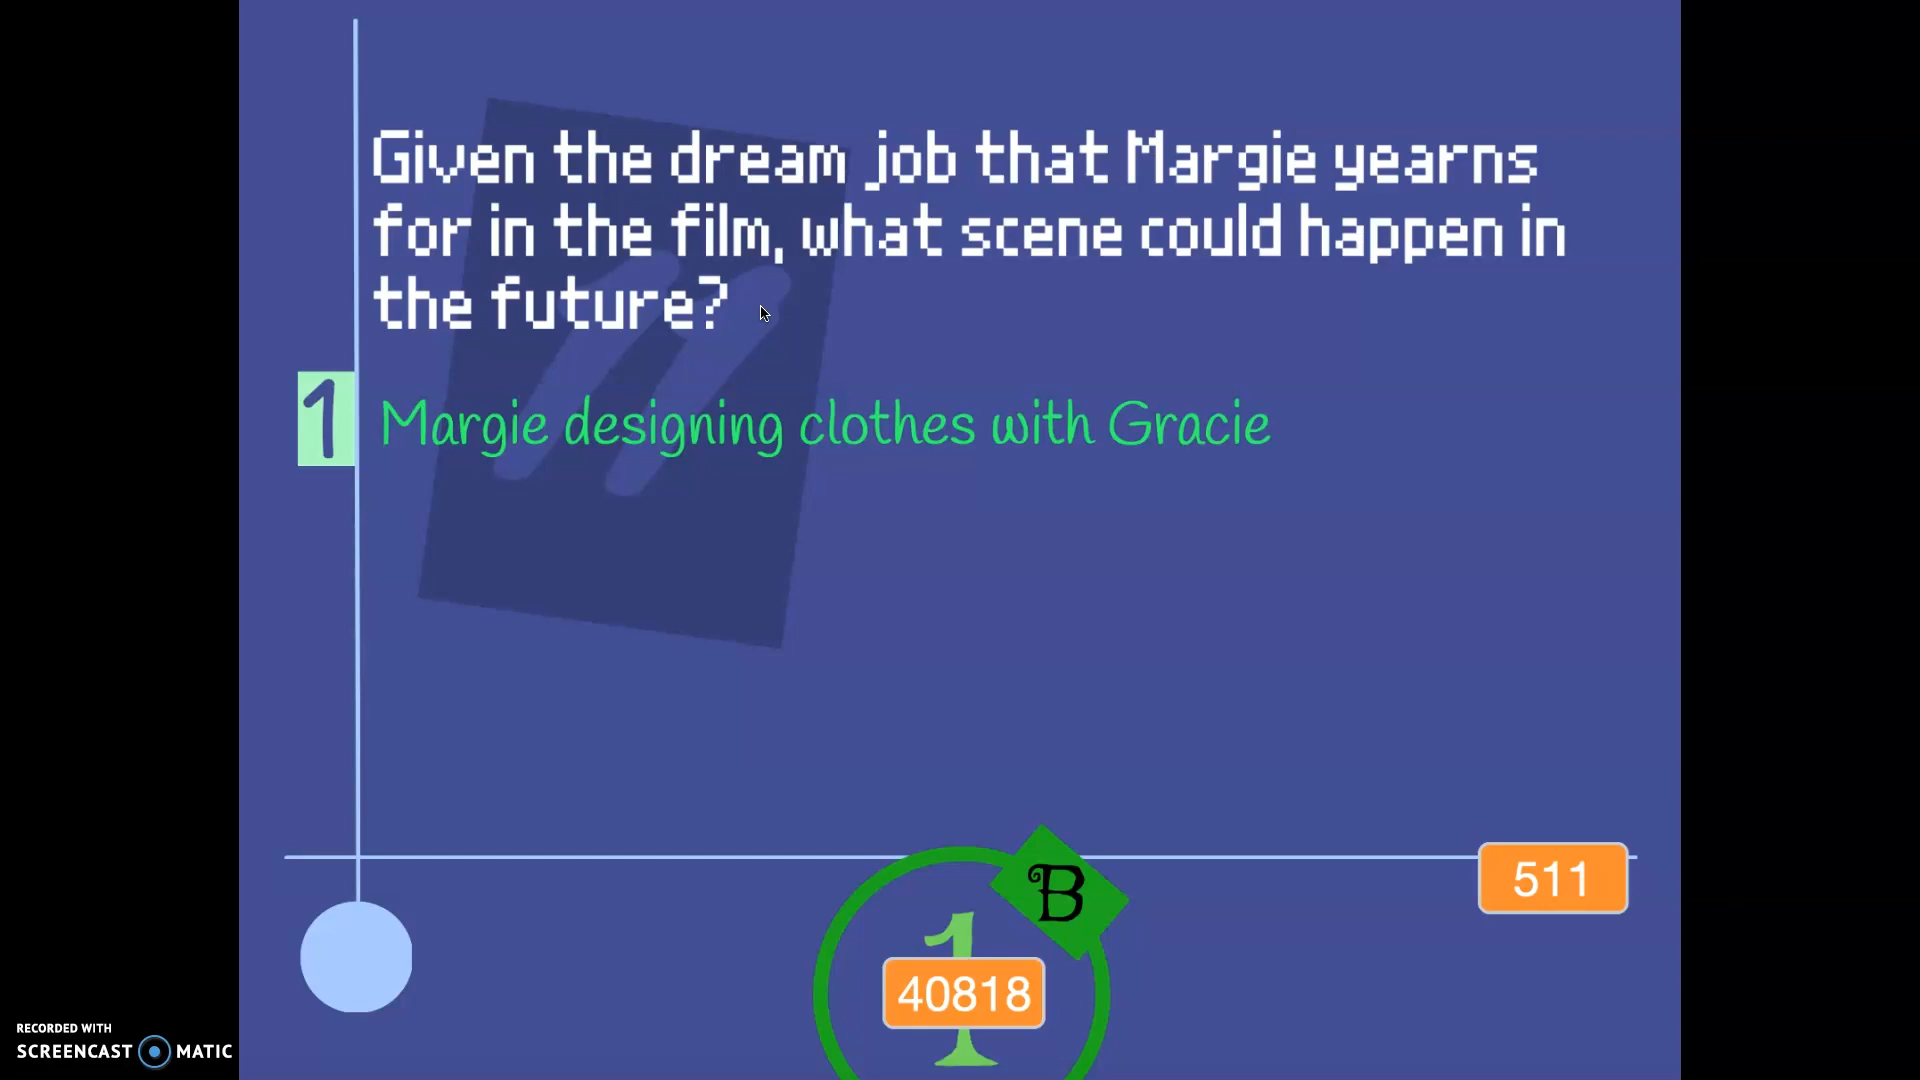 Given the dream job that Margie yearns
for in the film, what scene could happen in
the future?
1
Margie designing clothes with Gracie
B
511
1
40818
RECORDED WITH
SCREENCAST MATIC